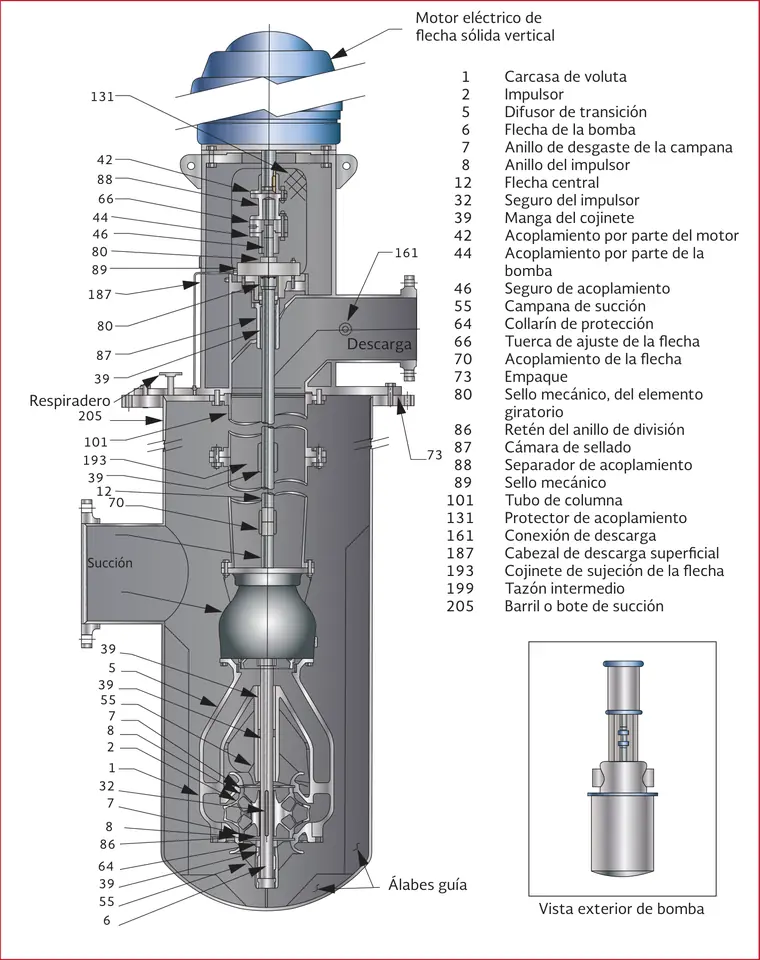 Motor eléctrico de
flecha sólida vertical
131
42
88
66
44
46
80
89
187
80
87
39
Respiradero
205
101
193
39
12
70
Succión
39
5
39
55
7
8
2
1
32
7
8
86
64
39
55
6
161
Descarga
73
Álabes guía
1 Carcasa de voluta
2 Impulsor
5 Difusor de transición
6 Flecha de la bomba
7 Anillo de desgaste de la campana
8 Anillo del impulsor
12 Flecha central
32 Seguro del impulsor
39 Manga del cojinete
42 Acoplamiento por parte del motor
44 Acoplamiento por parte de la
bomba
46 Seguro de acoplamiento
55 Campana de succión
64 Collarín de protección
66 Tuerca de ajuste de la flecha
70 Acoplamiento de la flecha
73 Empaque
80 Sello mecánico, del elemento
giratorio
86 Retén del anillo de división
87 Cámara de sellado
88 Separador de acoplamiento
89 Sello mecánico
101 Tubo de columna
131 Protector de acoplamiento
161 Conexión de descarga
187 Cabezal de descarga superficial
193 Cojinete de sujeción de la flecha
199 Tazón intermedio
205 Barril o bote de succión
Vista exterior de bomba